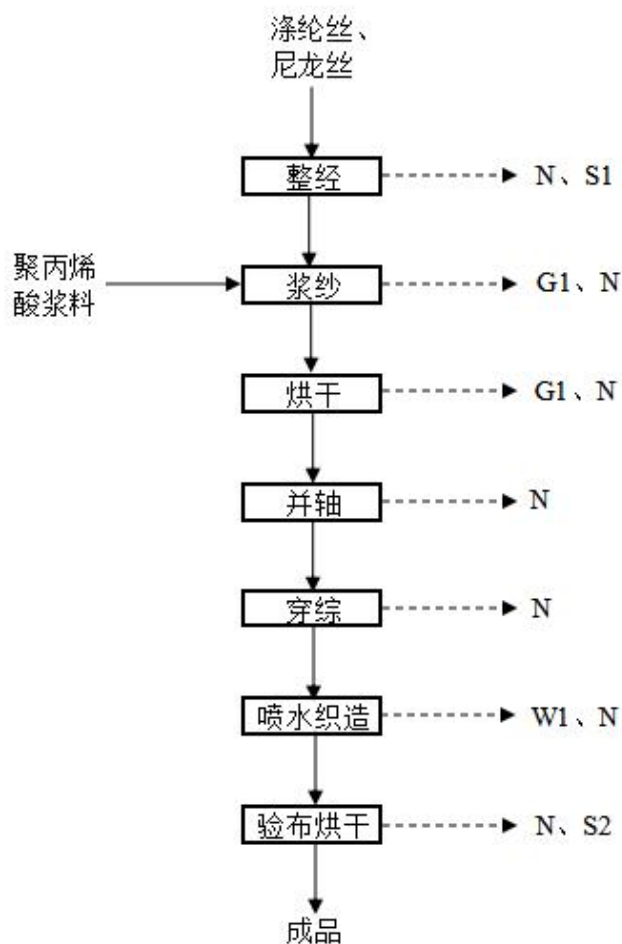 涤纶丝、
尼龙丝
整经
N、S1
聚丙烯
酸浆料
浆纱
G1、N
烘干
G1、N
并轴
N
穿综
N
喷水织造
W1、N
验布烘干
N、S2
成品